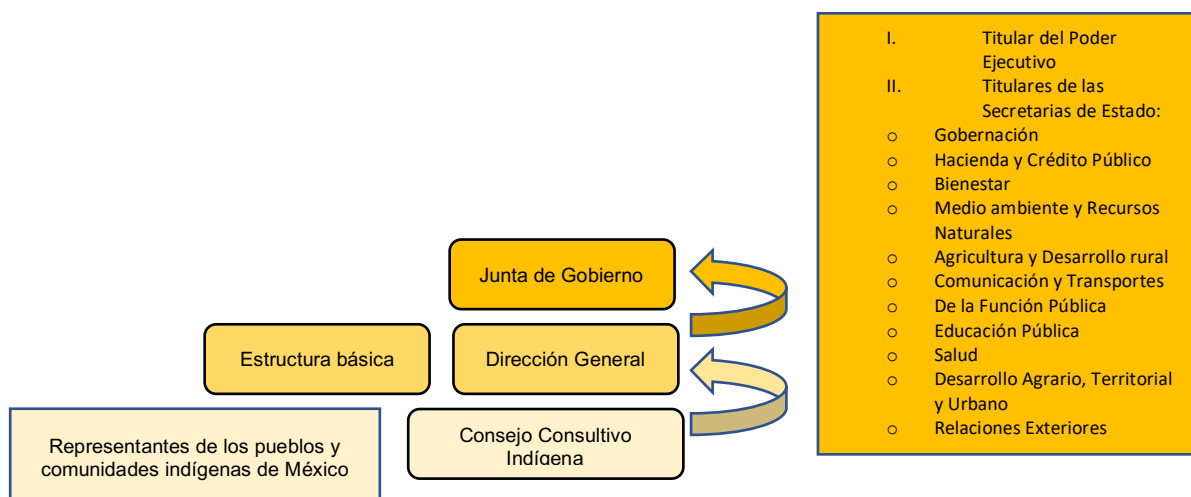 I. Titular del Poder
Ejecutivo
II. Titulares de las
Secretarias de Estado:
o Gobernación
o Hacienda y Crédito Público
o Bienestar
o Medio ambiente y Recursos
Naturales
o Agricultura y Desarrollo rural
o Comunicación y Transportes
o De la Función Pública
o Educación Pública
o Salud
o Desarrollo Agrario, Territorial
y Urbano
o Relaciones Exteriores
Junta de Gobierno
Estructura básica
Dirección General
Representantes de los pueblos y
comunidades indígenas de México
Consejo Consultivo
Indígena